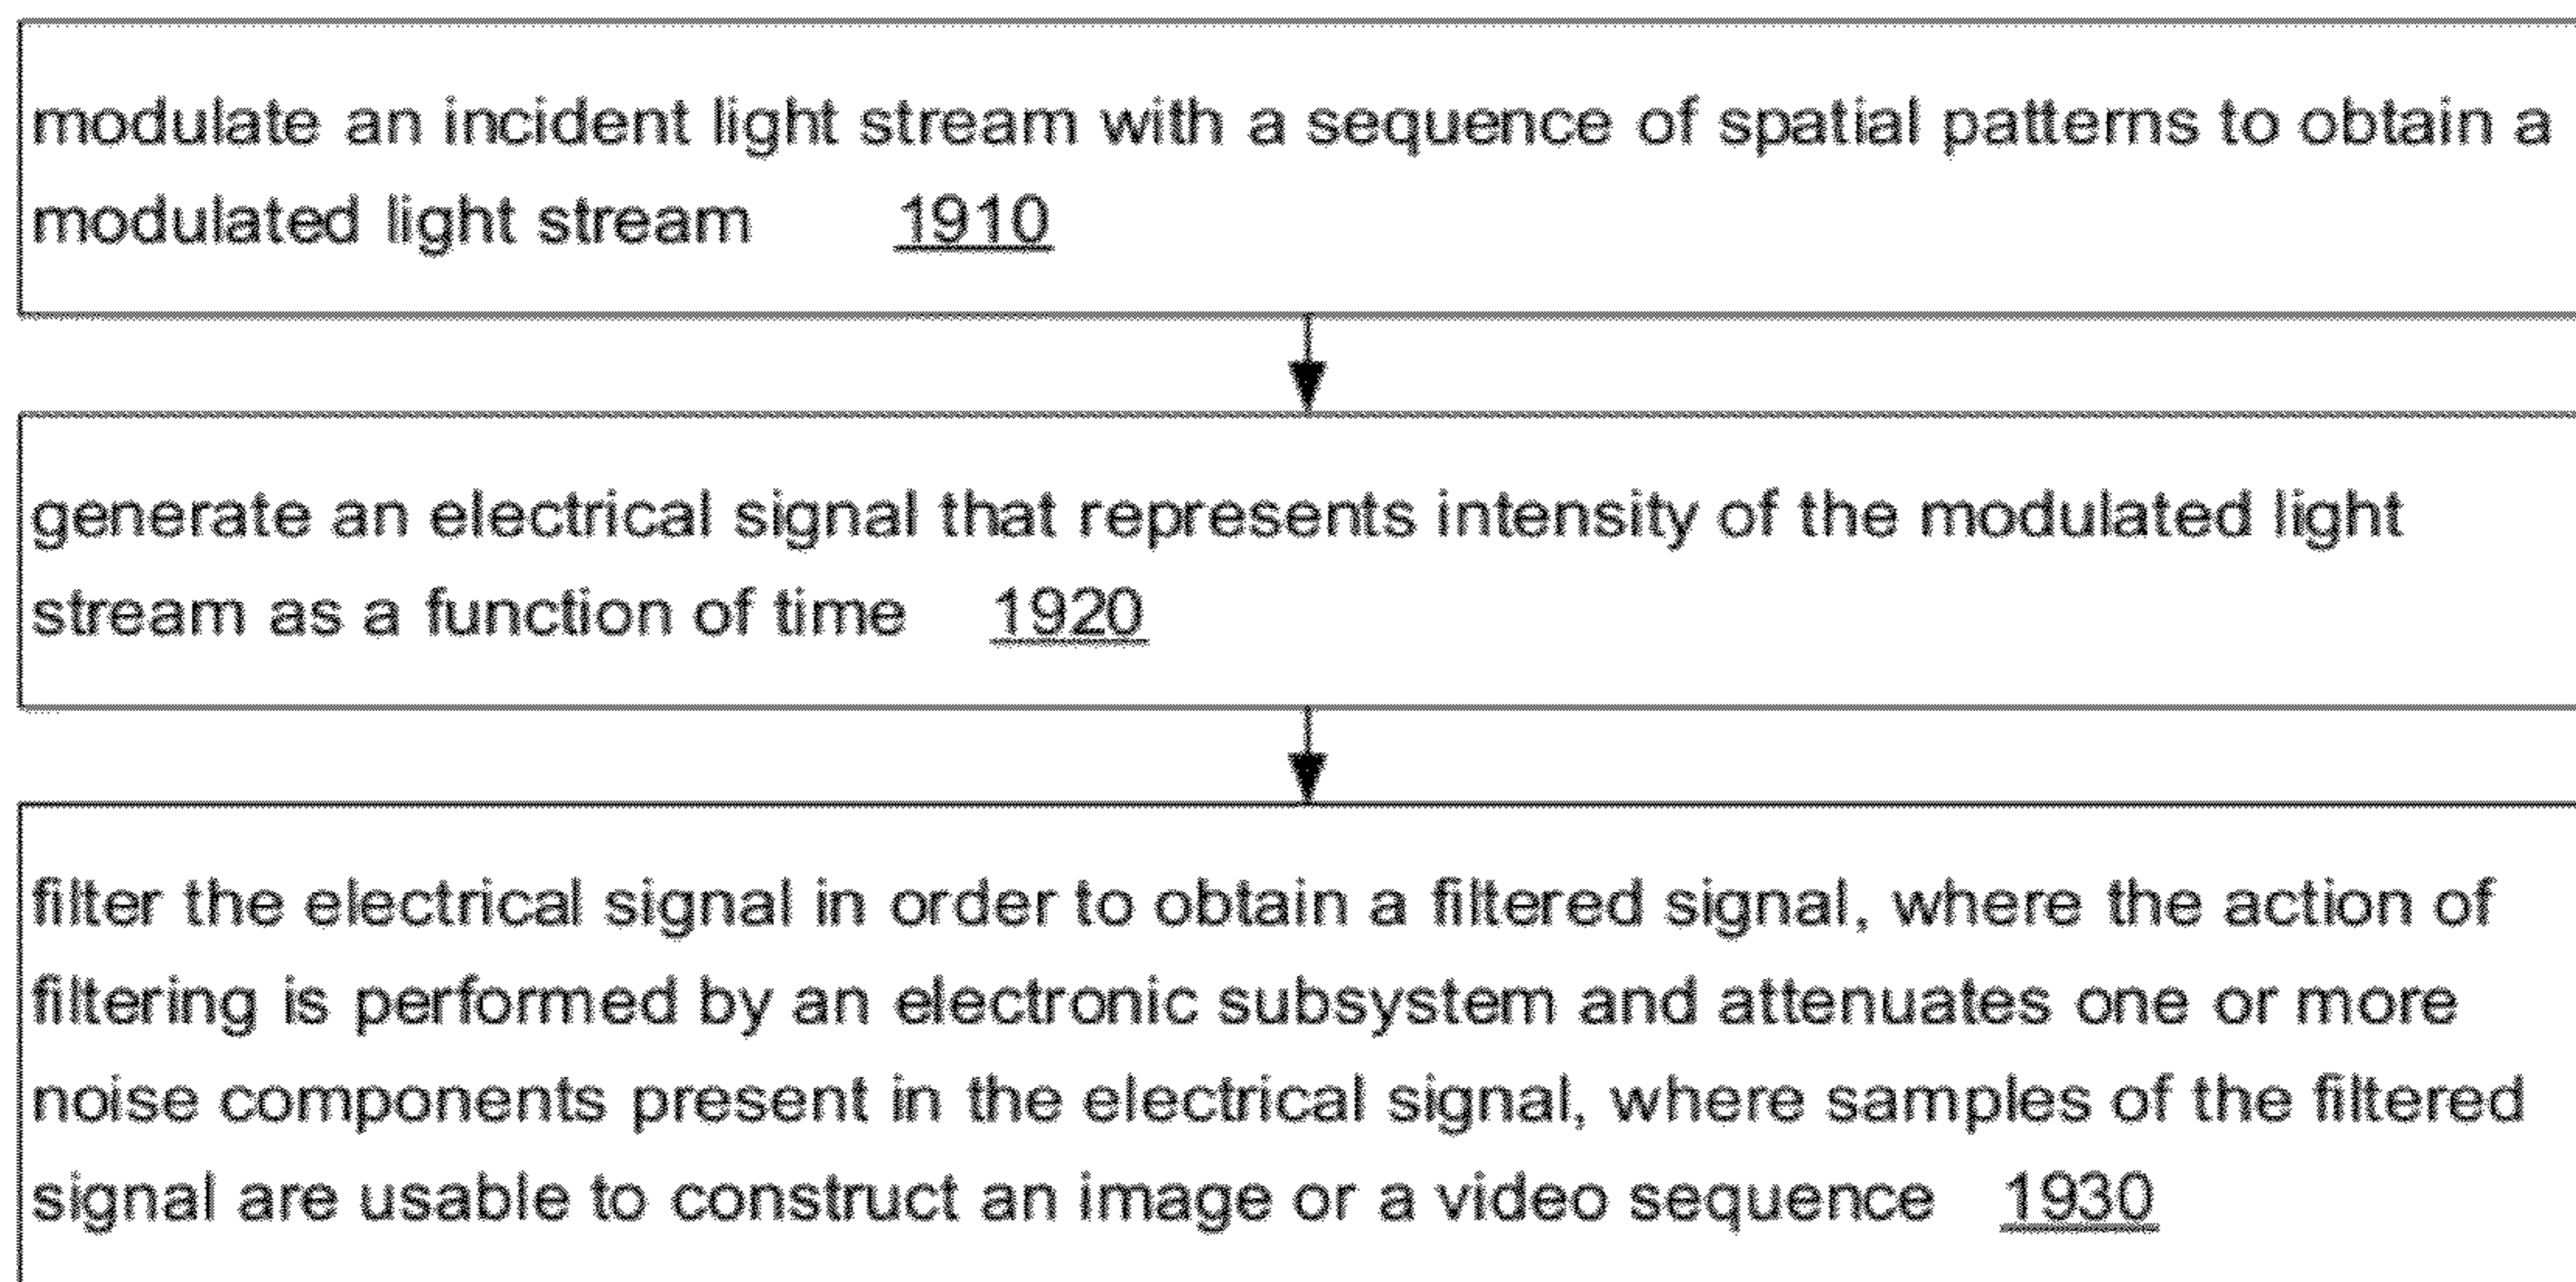 modulate an incident light stream with a sequence of spatial patterns to obtain a
modulated light stream 1910
generate an electrical signal that represents intensity of the modulated light
stream as a function of time 1920
filter the electrical signal in order to obtain a filtered signal, where the action of
filtering is performed by an electronic subsystem and attenuates one or more
noise components present in the electrical signal, where samples of the filtered
signal are usable to construct an image or a video sequence 1930